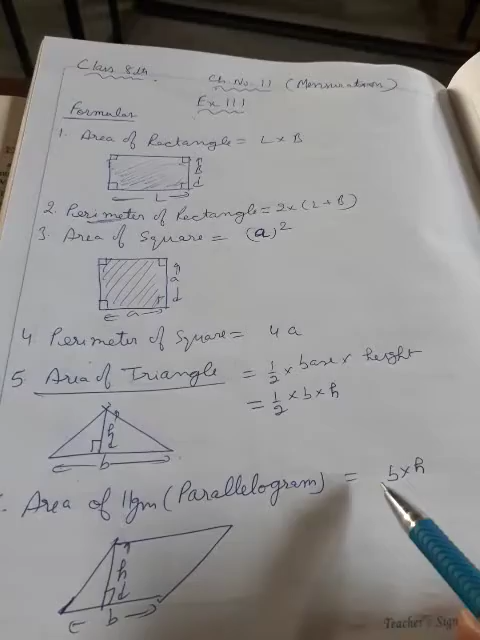 Class 8th.
Ch. No. 11 (Mensuration)
Ex 11.1
Formulas
1. Area of Rectangle = L × B
B
L
2. Perimeter of Rectangle = 2×(L+B)
3. Area of Square = (a)²
a
a
4. Perimeter of Square = 4a
5. Area of Triangle = 1/2 × base × height
= 1/2 × b × h
h
b
Area of ||gm (Parallelogram) = b×h
h
b
Teacher's Sign